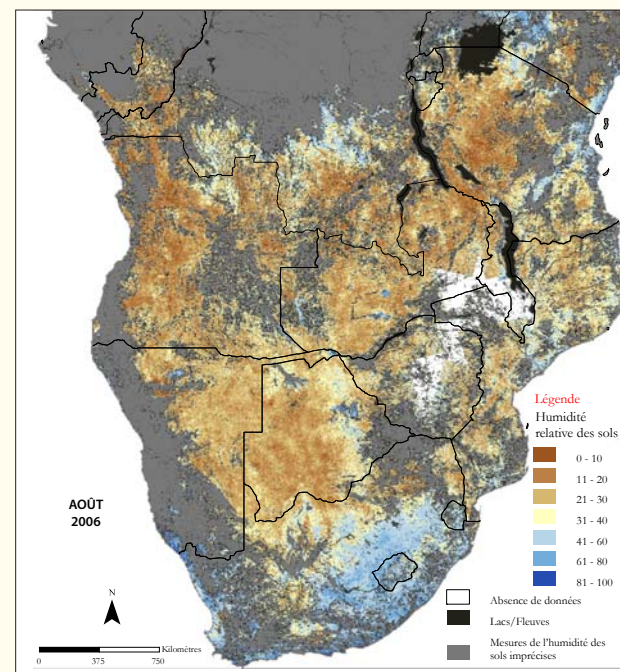 Légende
Humidité
relative des sols
0 - 10
11 - 20
21 - 30
31 - 40
41 - 60
61 - 80
81 - 100
Absence de données
Lacs/Fleuves
Mesures de l'humidité des
sols imprécises
AOÛT
2006
N
Kilomètres
0 375 750